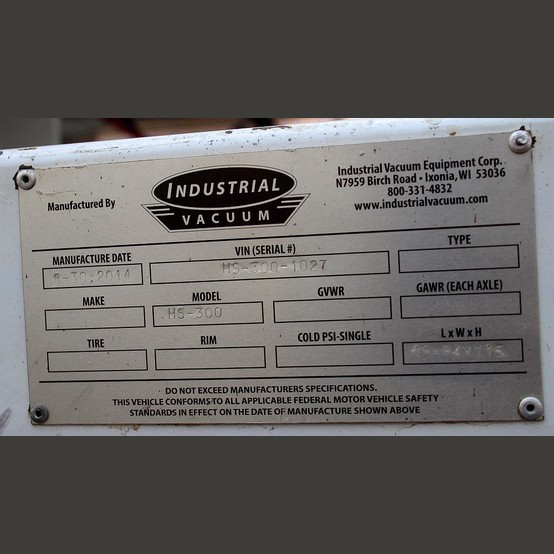 Manufactured By
INDUSTRIAL
VACUUM
Industrial Vacuum Equipment Corp.
N7959 Birch Road - Ixonia, WI 53036
800-331-4832
www.industrialvacuum.com
MANUFACTURE DATE
VIN (SERIAL #)
TYPE
HS-300-1027
MAKE
MODEL
GVWR
GAWR (EACH AXLE)
HS-300
TIRE
RIM
COLD PSI-SINGLE
L x W x H
DO NOT EXCEED MANUFACTURERS SPECIFICATIONS.
THIS VEHICLE CONFORMS TO ALL APPLICABLE FEDERAL MOTOR VEHICLE SAFETY
STANDARDS IN EFFECT ON THE DATE OF MANUFACTURE SHOWN ABOVE